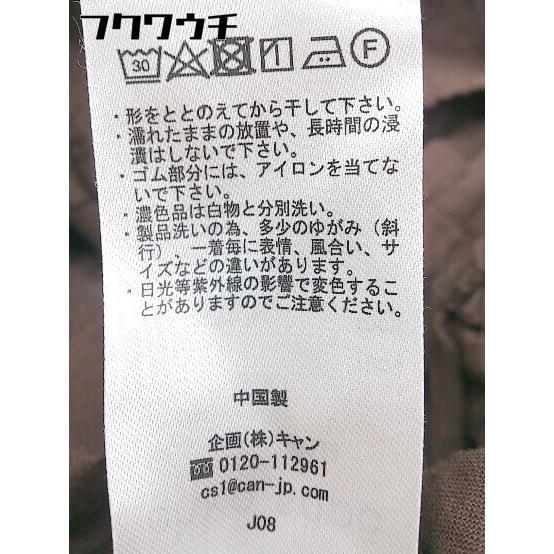 フクワウチ
30
F
・形をととのえてから干して下さい。
・濡れたままの放置や、長時間の浸
漬はしないで下さい。
・ゴム部分には、アイロンを当てな
いで下さい。
・濃色品は白物と分別洗い。
・製品洗いの為、多少のゆがみ（斜
行）、一着毎に表情、風合い、サ
イズなどの違いがあります。
・日光等紫外線の影響で変色するこ
とがありますのでご注意ください。
中国製
企画(株)キャン
0120-112961
cs1@can-jp.com
J08